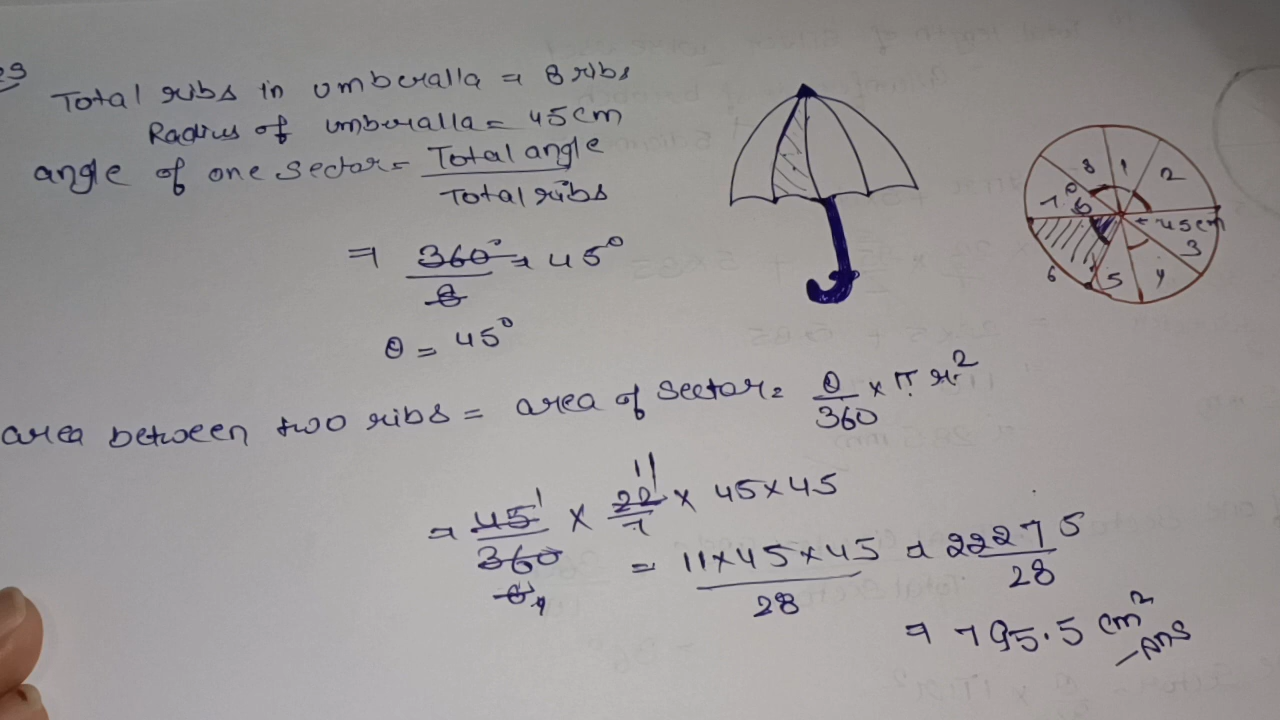 Total ribs in umberalla = 8 ribs
Radius of umberalla = 45cm
angle of one sector = Total angle / Total ribs
⇒ 360° / 8 = 45°
θ = 45°
area between two ribs = area of sector = θ/360 × π r²
= 45/360 × 22/7 × 45×45
= 11×45×45 / 28 = 22275 / 28
= 795.5 cm²
-Ans
8 1 2
7
45cm
3
6 5 4